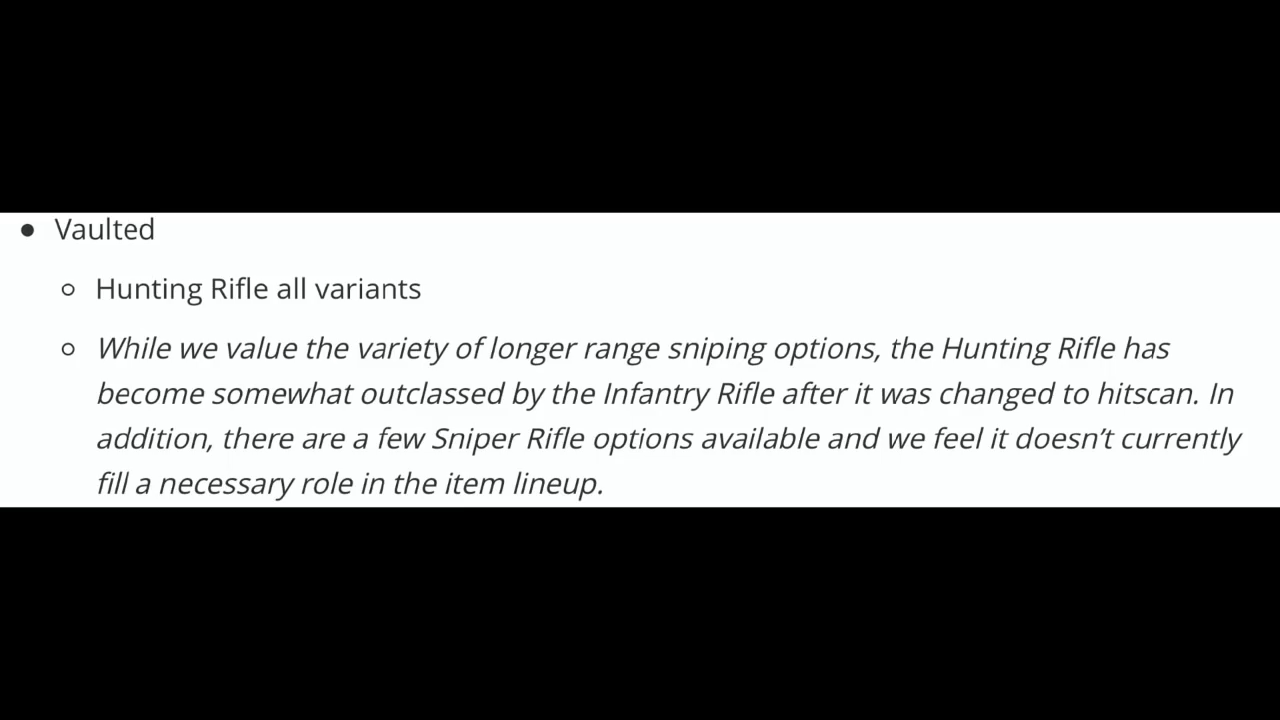 Vaulted
Hunting Rifle all variants
While we value the variety of longer range sniping options, the Hunting Rifle has
become somewhat outclassed by the Infantry Rifle after it was changed to hitscan. In
addition, there are a few Sniper Rifle options available and we feel it doesn’t currently
fill a necessary role in the item lineup.